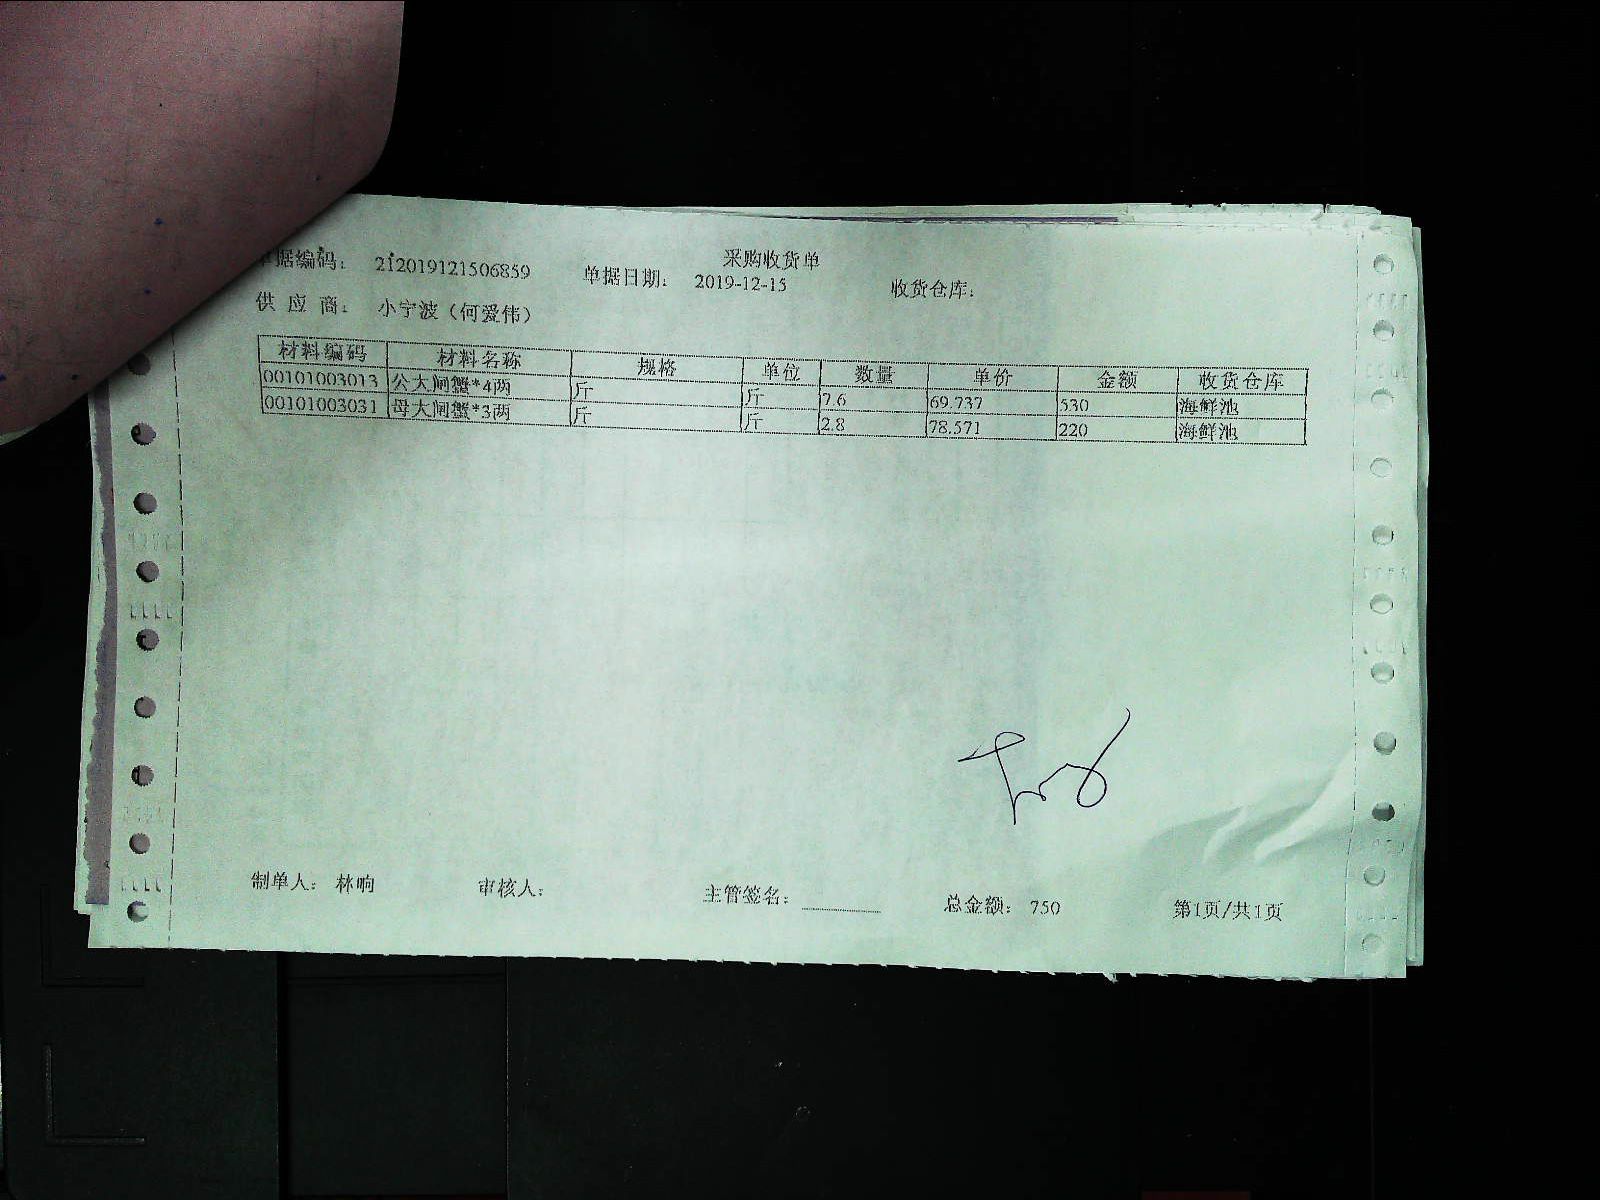 采购收货单
单据编码: 212019121506859 单据日期: 2019-12-15 收货仓库:
供 应 商: 小宁波（何爱伟）
材料编码 材料名称 规格 单位 数量 单价 金额 收货仓库
00101003013 公大闸蟹*4两 斤 斤 7.6 69.737 530 海鲜池
00101003031 母大闸蟹*3两 斤 斤 2.8 78.571 220 海鲜池
制单人: 林响 审核人: 主管签名: 总金额: 750 第1页/共1页